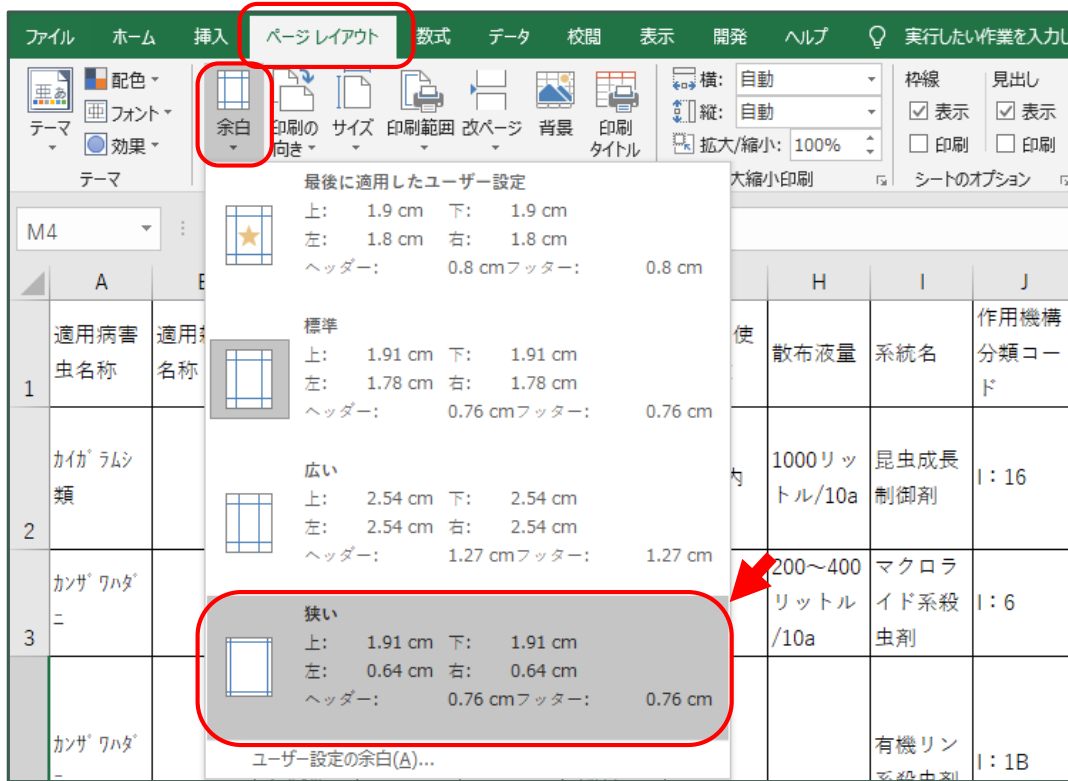 ファイル ホーム 挿入 ページ レイアウト 数式 データ 校閲 表示 開発 ヘルプ 実行したい作業を入力し
亜あ 配色 余白 印刷の向き サイズ 印刷範囲 改ページ 背景 印刷タイトル 横: 自動 枠線 見出し
テーマ 亜 フォント 縦: 自動 表示 表示
効果 拡大/縮小: 100% 印刷 印刷
テーマ 大縮小印刷 シートのオプション
M4
最後に適用したユーザー設定
上: 1.9 cm 下: 1.9 cm
左: 1.8 cm 右: 1.8 cm
ヘッダー: 0.8 cmフッター: 0.8 cm
標準
上: 1.91 cm 下: 1.91 cm
左: 1.78 cm 右: 1.78 cm
ヘッダー: 0.76 cmフッター: 0.76 cm
広い
上: 2.54 cm 下: 2.54 cm
左: 2.54 cm 右: 2.54 cm
ヘッダー: 1.27 cmフッター: 1.27 cm
狭い
上: 1.91 cm 下: 1.91 cm
左: 0.64 cm 右: 0.64 cm
ヘッダー: 0.76 cmフッター: 0.76 cm
ユーザー設定の余白(A)...
A H I J
1 適用病害 適用 使 散布液量 系統名 作用機構
虫名称 名称 分類コー
ド
2 ｶｲｶﾞﾗﾑｼ 内 1000リッ 昆虫成長 I：16
類 トル/10a 制御剤
3 ｶﾝｻﾞﾜﾊﾀﾞ 200～400 マクロラ I：6
ﾆ リットル イド系殺
/10a 虫剤
ｶﾝｻﾞﾜﾊﾀﾞ 有機リン I：1B